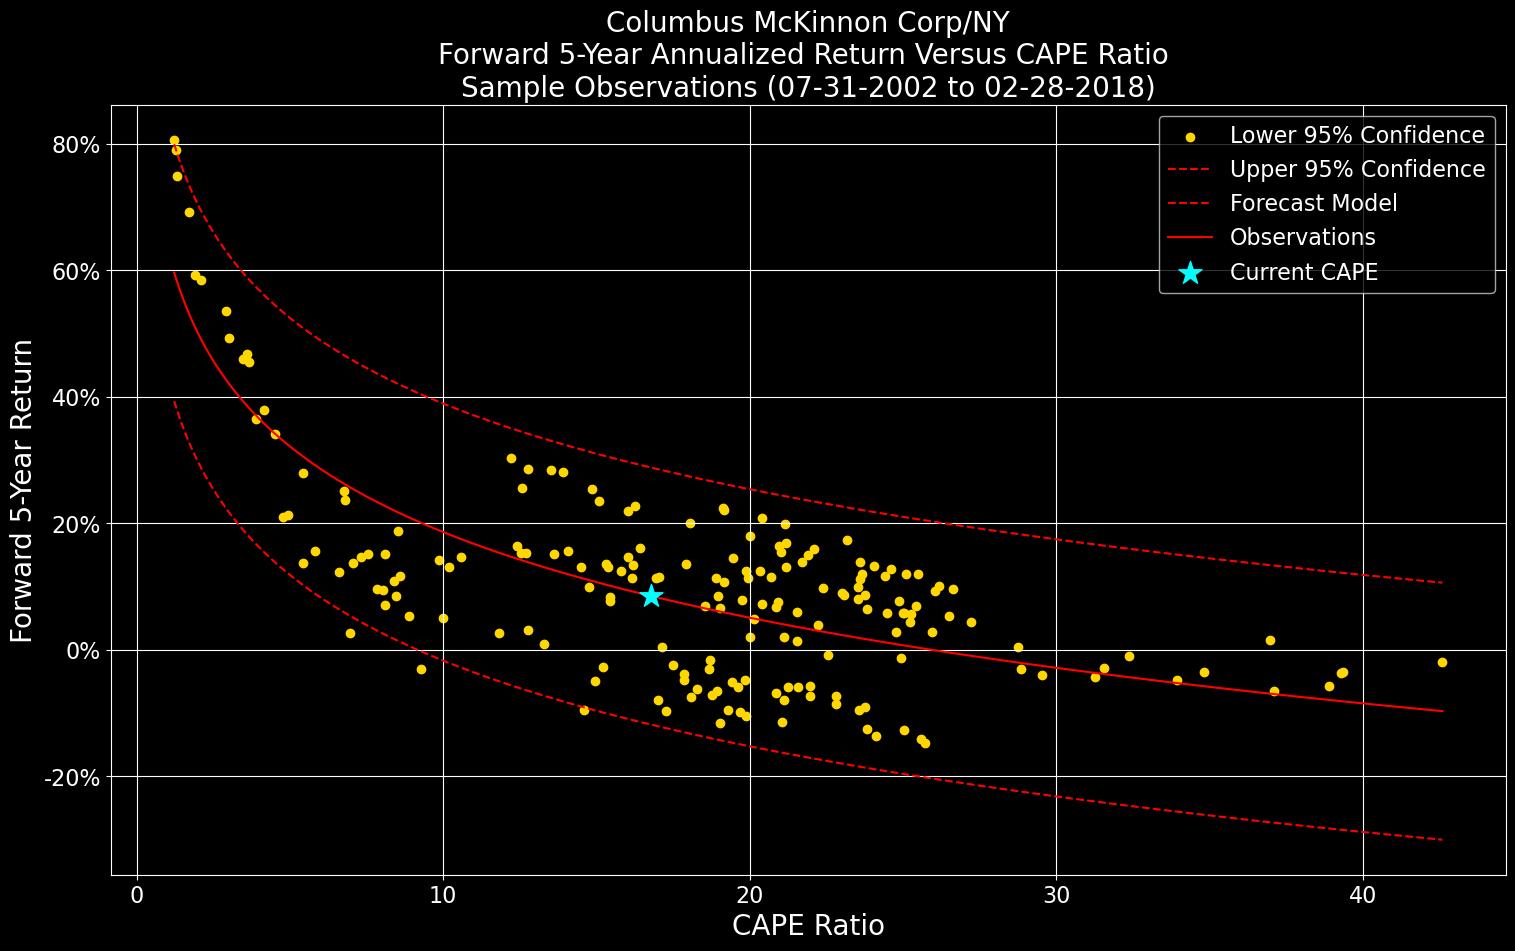 Columbus McKinnon Corp/NY
Forward 5-Year Annualized Return Versus CAPE Ratio
Sample Observations (07-31-2002 to 02-28-2018)
Lower 95% Confidence
Upper 95% Confidence
Forecast Model
Observations
Current CAPE
Forward 5-Year Return
80%
60%
40%
20%
0%
-20%
0 10 20 30 40
CAPE Ratio